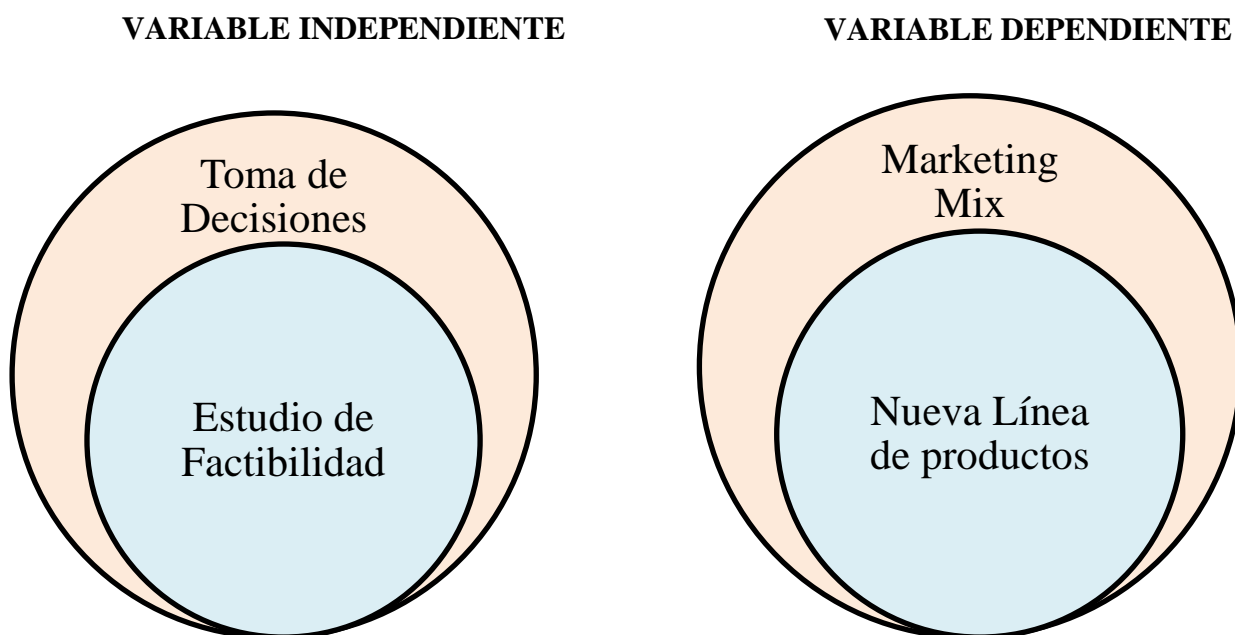 VARIABLE INDEPENDIENTE
VARIABLE DEPENDIENTE
Toma de
Decisiones
Estudio de
Factibilidad
Marketing
Mix
Nueva Línea
de productos